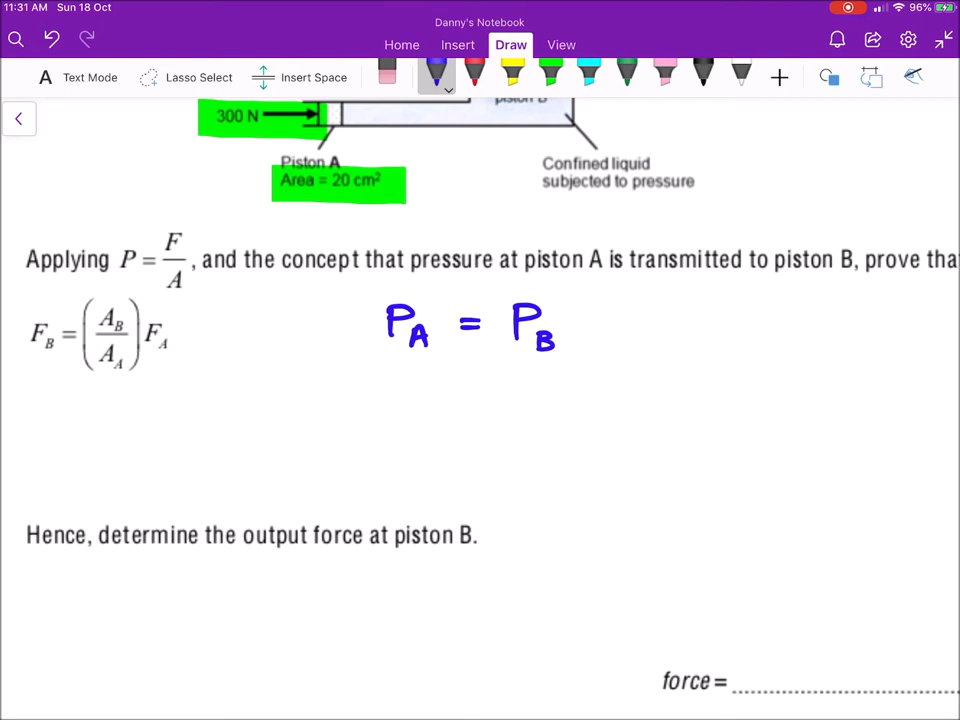 11:31 AM Sun 18 Oct
96%
Danny's Notebook
Home Insert Draw View
A Text Mode Lasso Select Insert Space
300 N
piston B
Piston A
Area = 20 cm²
Confined liquid
subjected to pressure
Applying P = F/A, and the concept that pressure at piston A is transmitted to piston B, prove tha
F_B = (A_B/A_A) F_A
P_A = P_B
Hence, determine the output force at piston B.
force = ........................................